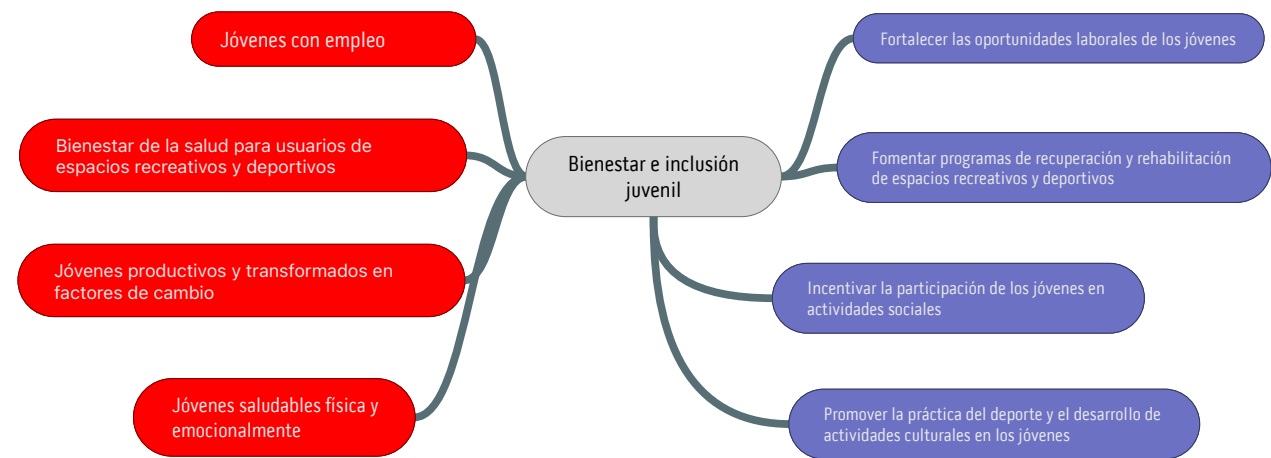 Jóvenes con empleo
Bienestar de la salud para usuarios de
espacios recreativos y deportivos
Jóvenes productivos y transformados en
factores de cambio
Jóvenes saludables física y
emocionalmente
Bienestar e inclusión
juvenil
Fortalecer las oportunidades laborales de los jóvenes
Fomentar programas de recuperación y rehabilitación
de espacios recreativos y deportivos
Incentivar la participación de los jóvenes en
actividades sociales
Promover la práctica del deporte y el desarrollo de
actividades culturales en los jóvenes